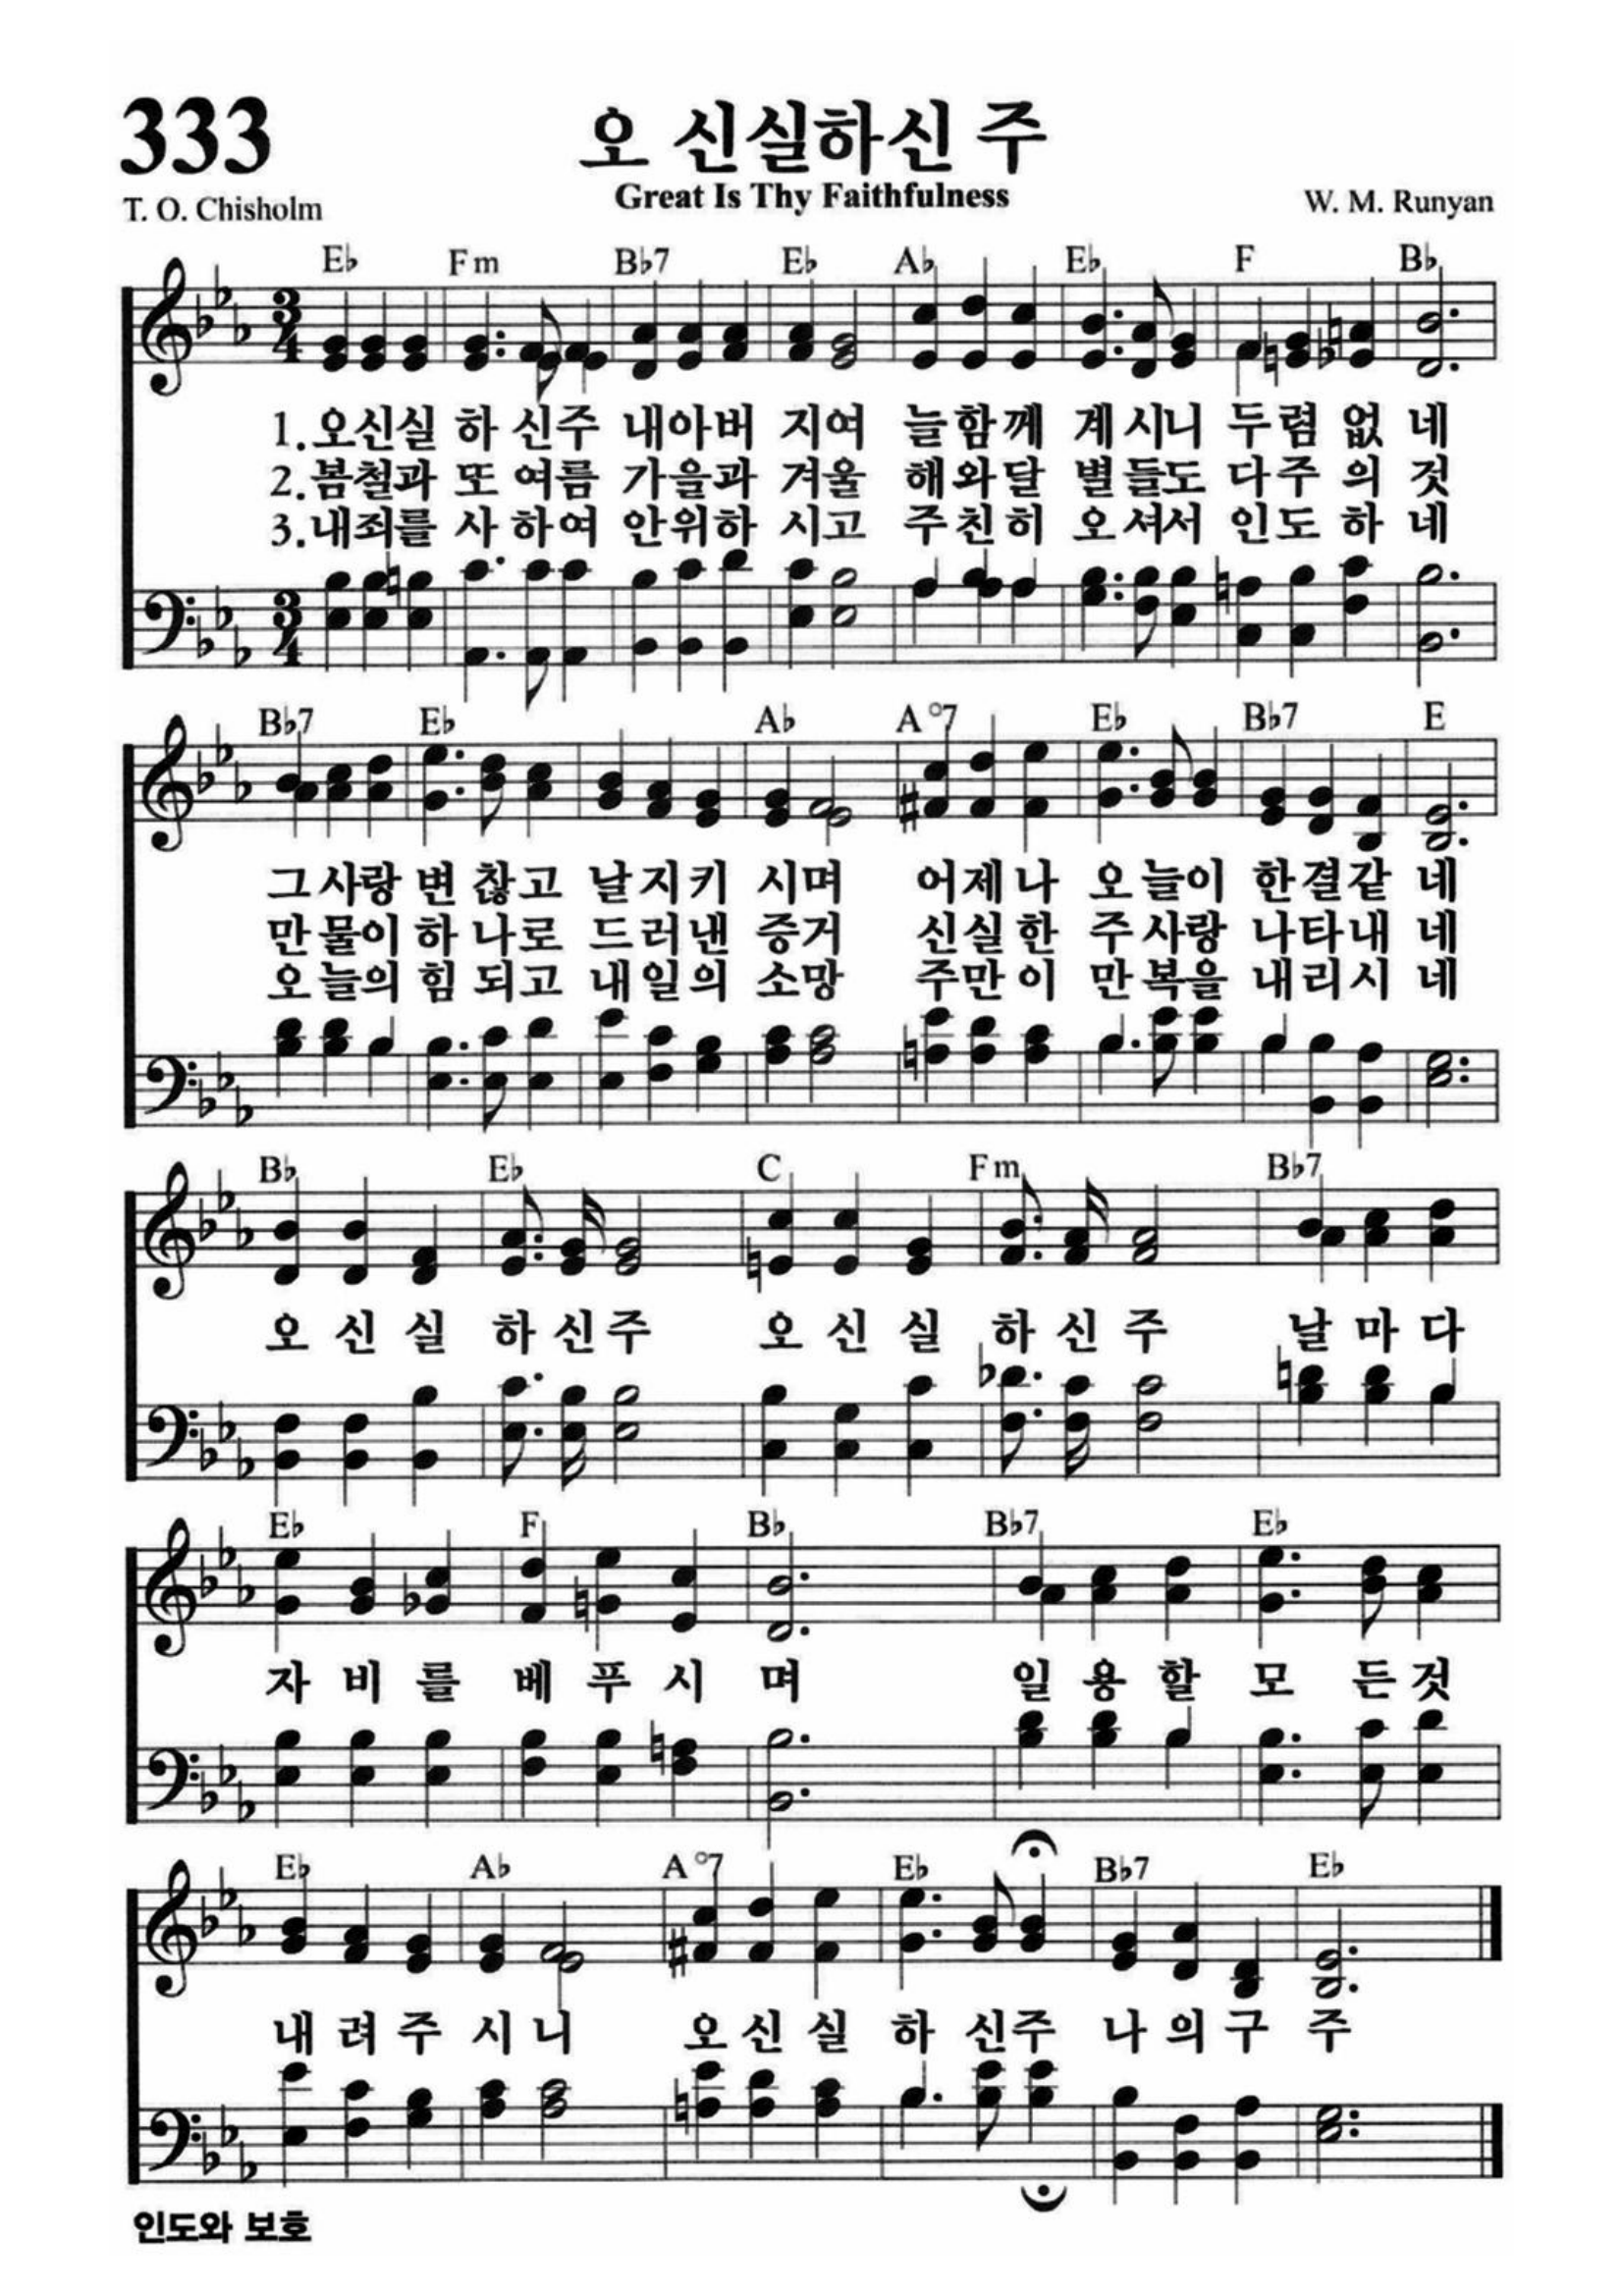 333
오 신실하신 주
Great Is Thy Faithfulness
T. O. Chisholm
W. M. Runyan
E♭ Fm B♭7 E♭ A♭ E♭ F B♭
1.오신실 하 신주 내아버 지여 늘함께 계시니 두렴 없 네
2.봄철과 또 여름 가을과 겨울 해와달 별들도 다주 의 것
3.내죄를 사 하여 안위하 시고 주친히 오셔서 인도 하 네
B♭7 E♭ A♭ A°7 E♭ B♭7 E
그사랑 변 찮고 날지키 시며 어제나 오늘이 한결같 네
만물이 하 나로 드러낸 증거 신실한 주사랑 나타내 네
오늘의 힘 되고 내일의 소망 주만이 만복을 내리시 네
B♭ E♭ C Fm B♭7
오 신 실 하 신 주 오 신 실 하 신 주 날 마 다
E♭ F B♭ B♭7 E♭
자 비 를 베 푸 시 며 일 용 할 모 든 것
E♭ A♭ A°7 E♭ B♭7 E♭
내 려 주 시 니 오 신 실 하 신주 나 의 구 주
인도와 보호